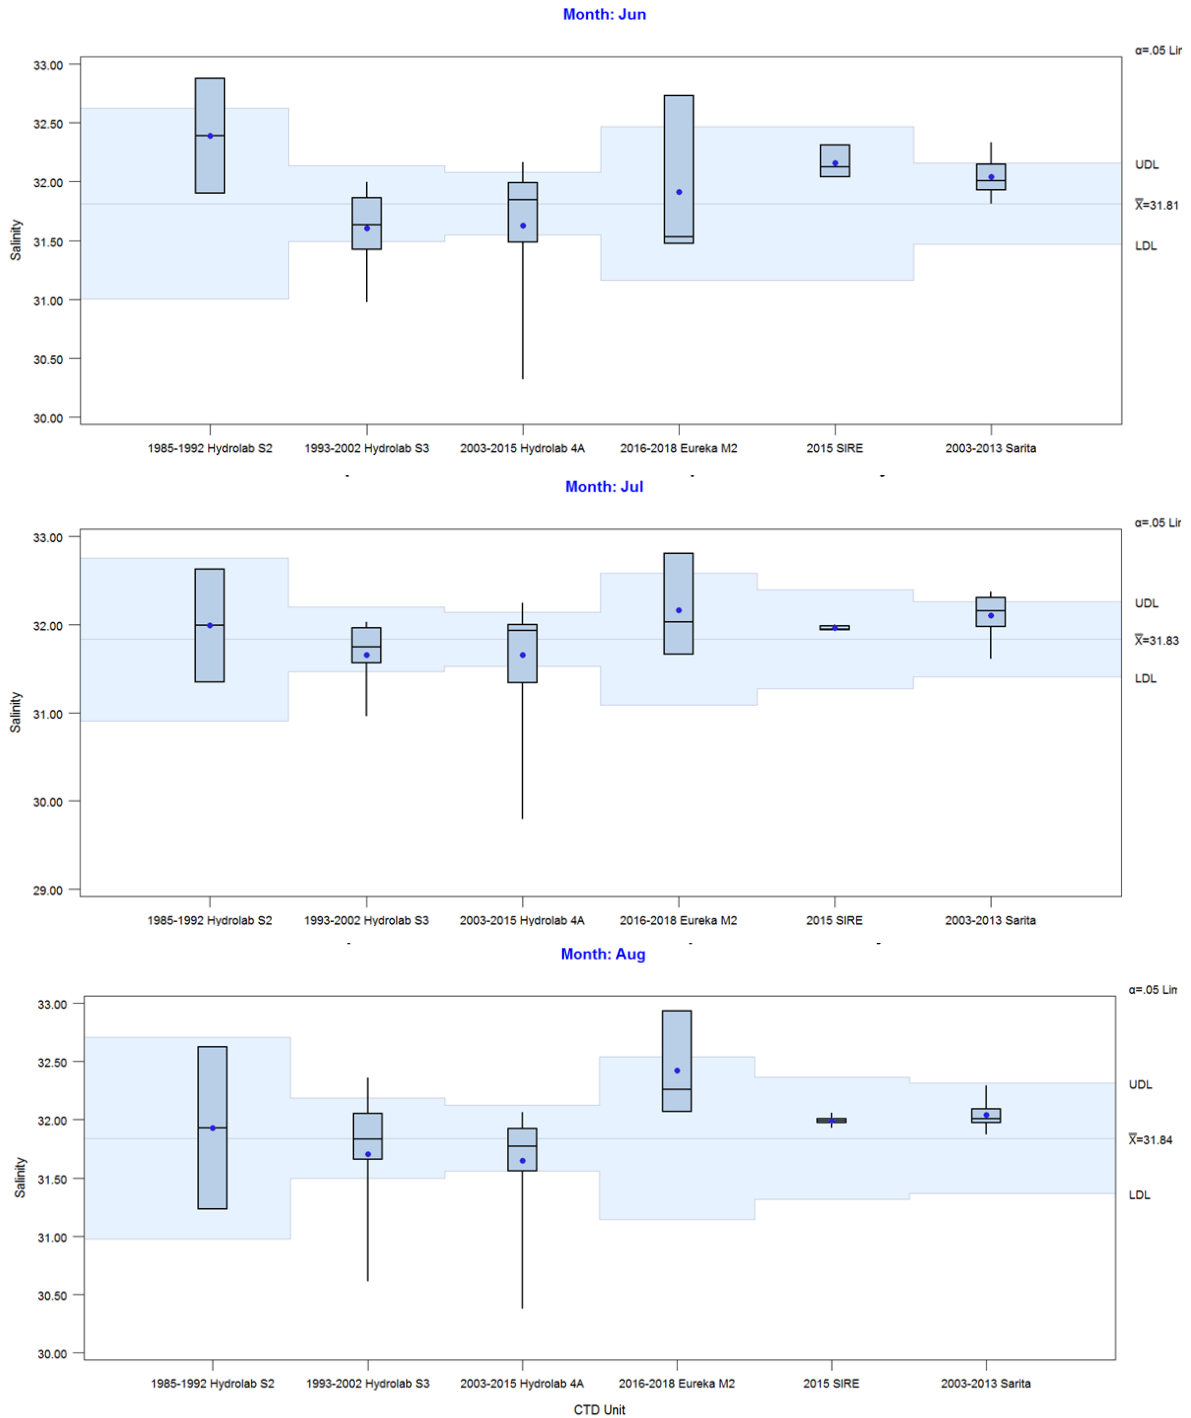 Month: Jun
α=.05 Lir
33.00
32.50
32.00
31.50
31.00
30.50
30.00
Salinity
UDL
X̿=31.81
LDL
1985-1992 Hydrolab S2 1993-2002 Hydrolab S3 2003-2015 Hydrolab 4A 2016-2018 Eureka M2 2015 SIRE 2003-2013 Sarita
Month: Jul
α=.05 Lir
33.00
32.00
31.00
30.00
29.00
Salinity
UDL
X̿=31.83
LDL
1985-1992 Hydrolab S2 1993-2002 Hydrolab S3 2003-2015 Hydrolab 4A 2016-2018 Eureka M2 2015 SIRE 2003-2013 Sarita
Month: Aug
α=.05 Lim
33.00
32.50
32.00
31.50
31.00
30.50
30.00
Salinity
UDL
X̿=31.84
LDL
1985-1992 Hydrolab S2 1993-2002 Hydrolab S3 2003-2015 Hydrolab 4A 2016-2018 Eureka M2 2015 SIRE 2003-2013 Sarita
CTD Unit